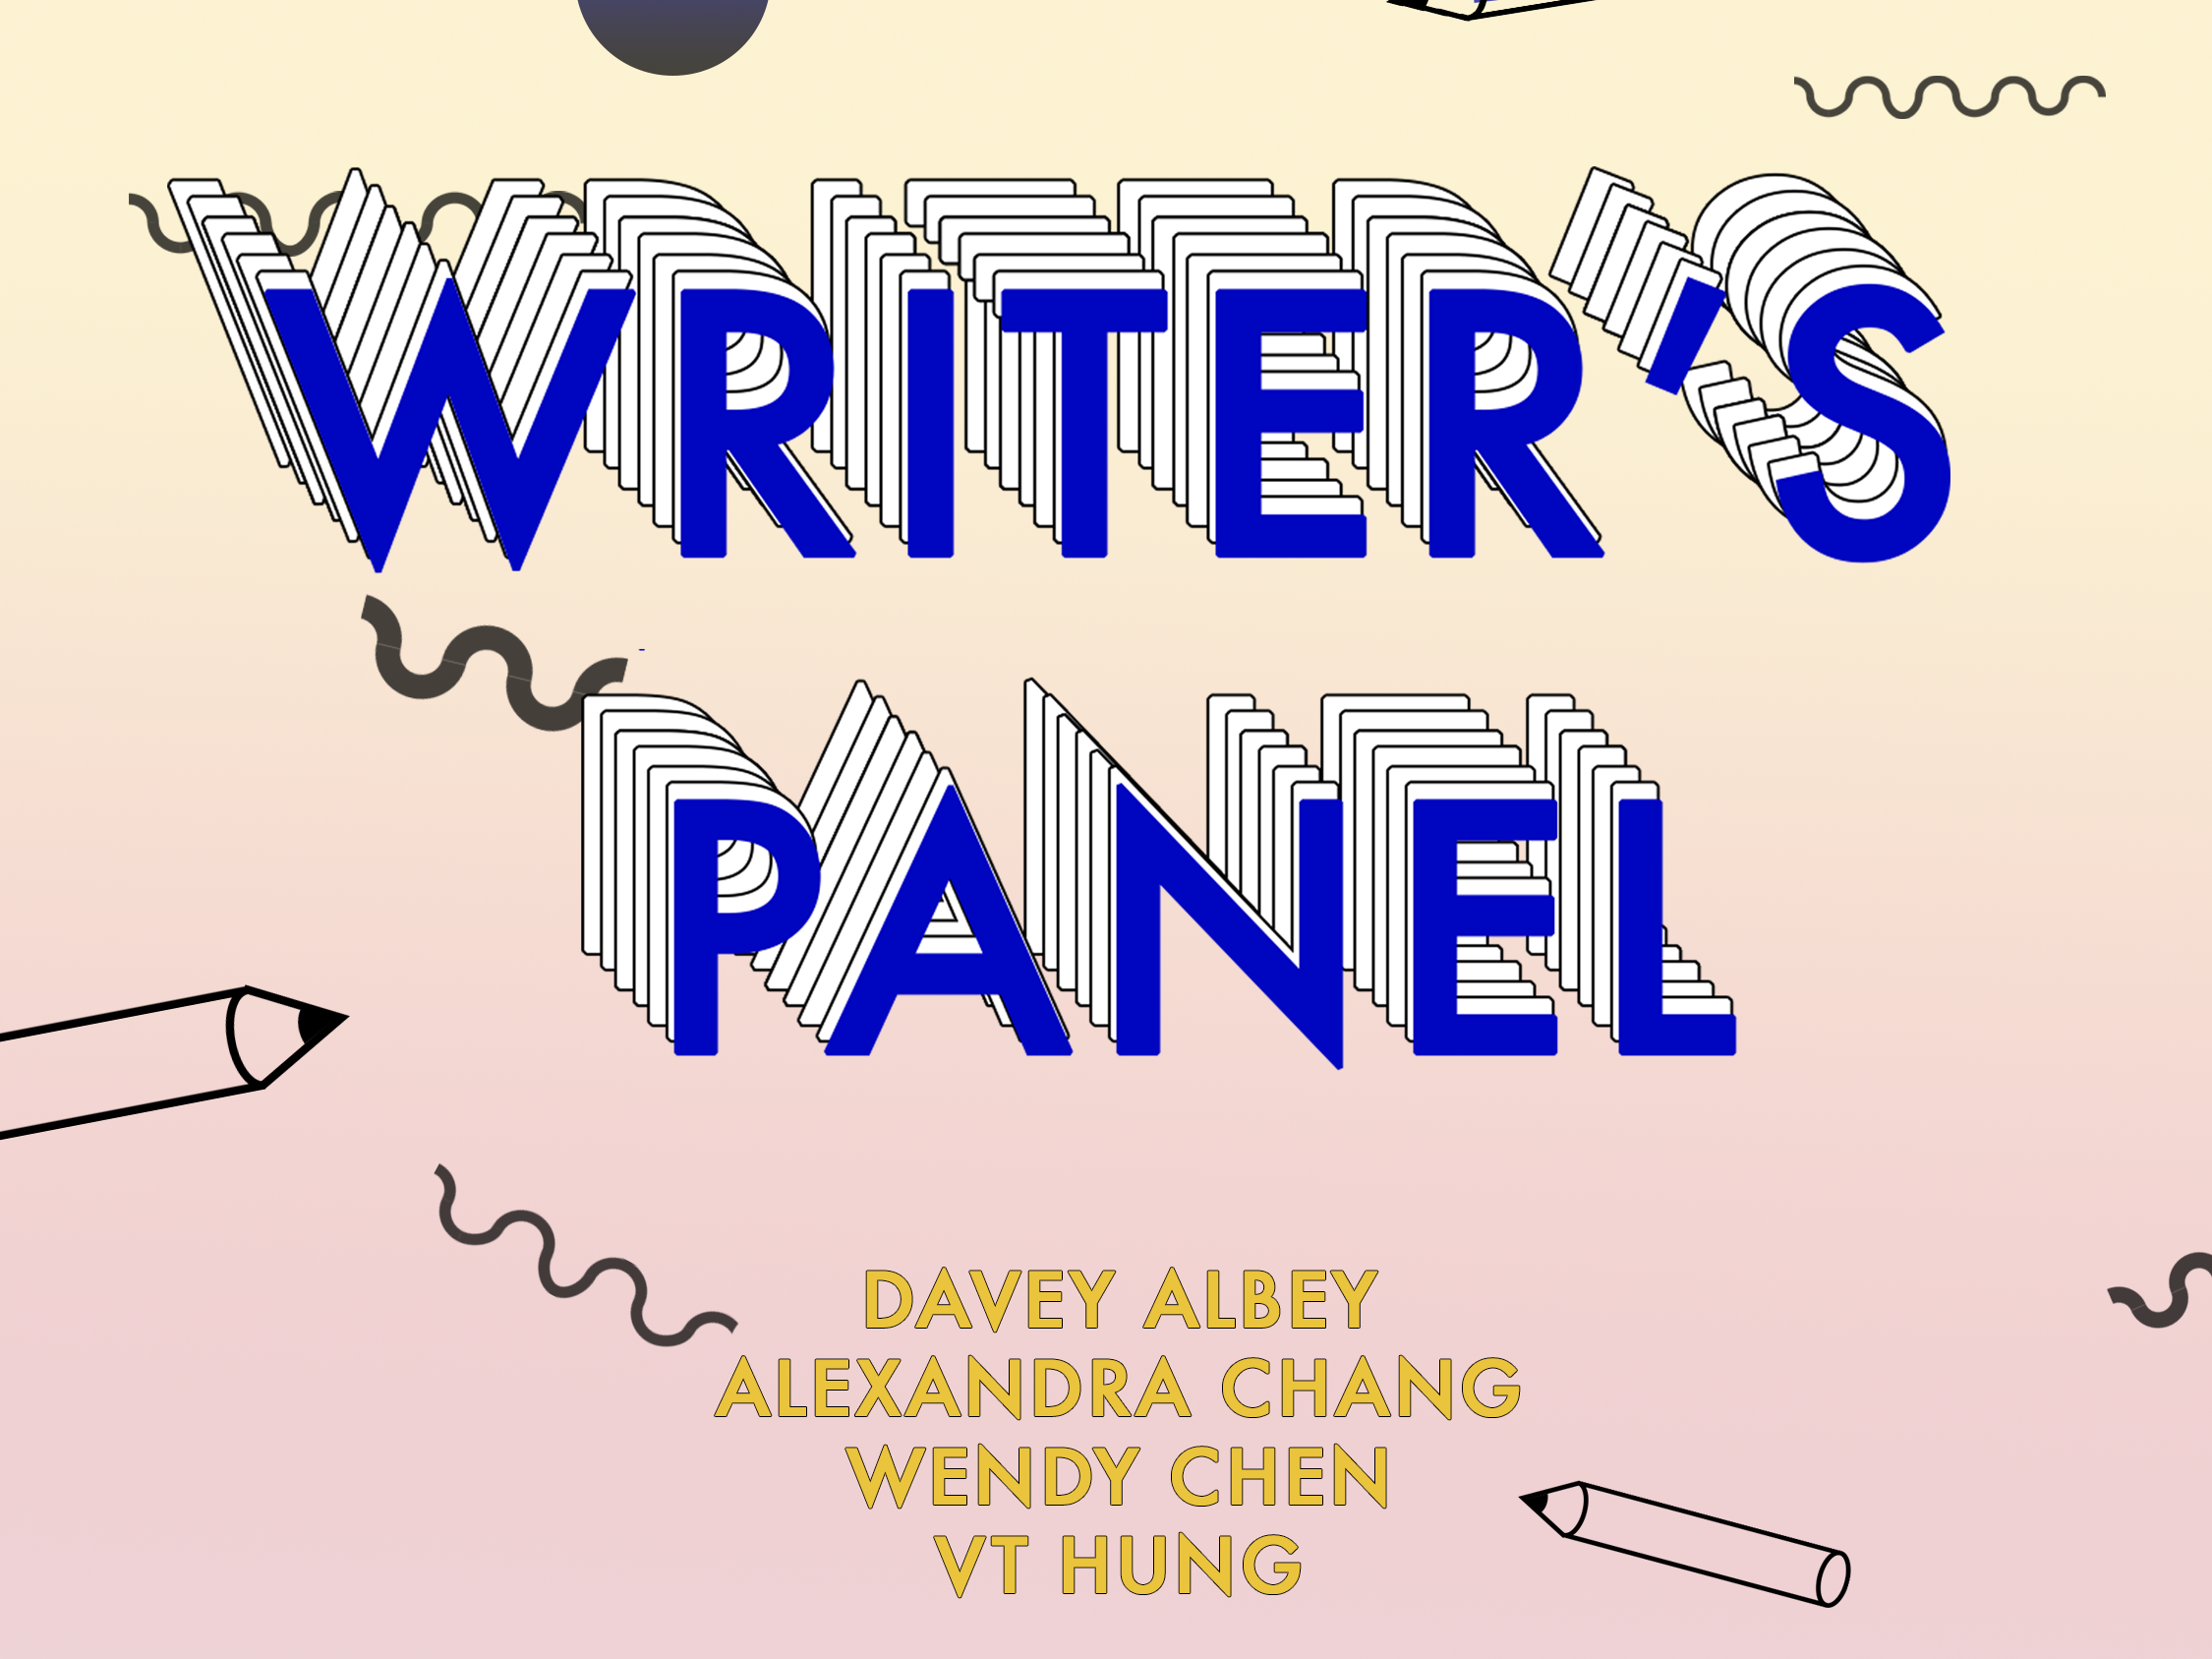 WRITER'S
PANEL
DAVEY ALBEY
ALEXANDRA CHANG
WENDY CHEN
VT HUNG